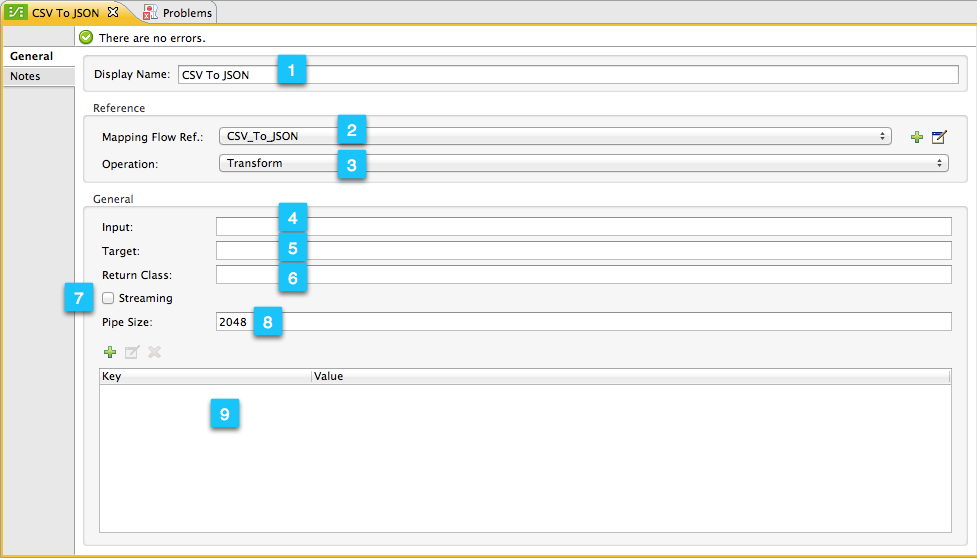 CSV To JSON Problems
There are no errors.
General
Notes
Display Name: CSV To JSON 1
Reference
Mapping Flow Ref.: CSV_To_JSON 2
Operation: Transform 3
General
Input: 4
Target: 5
Return Class: 6
7 Streaming
Pipe Size: 2048 8
Key Value
9